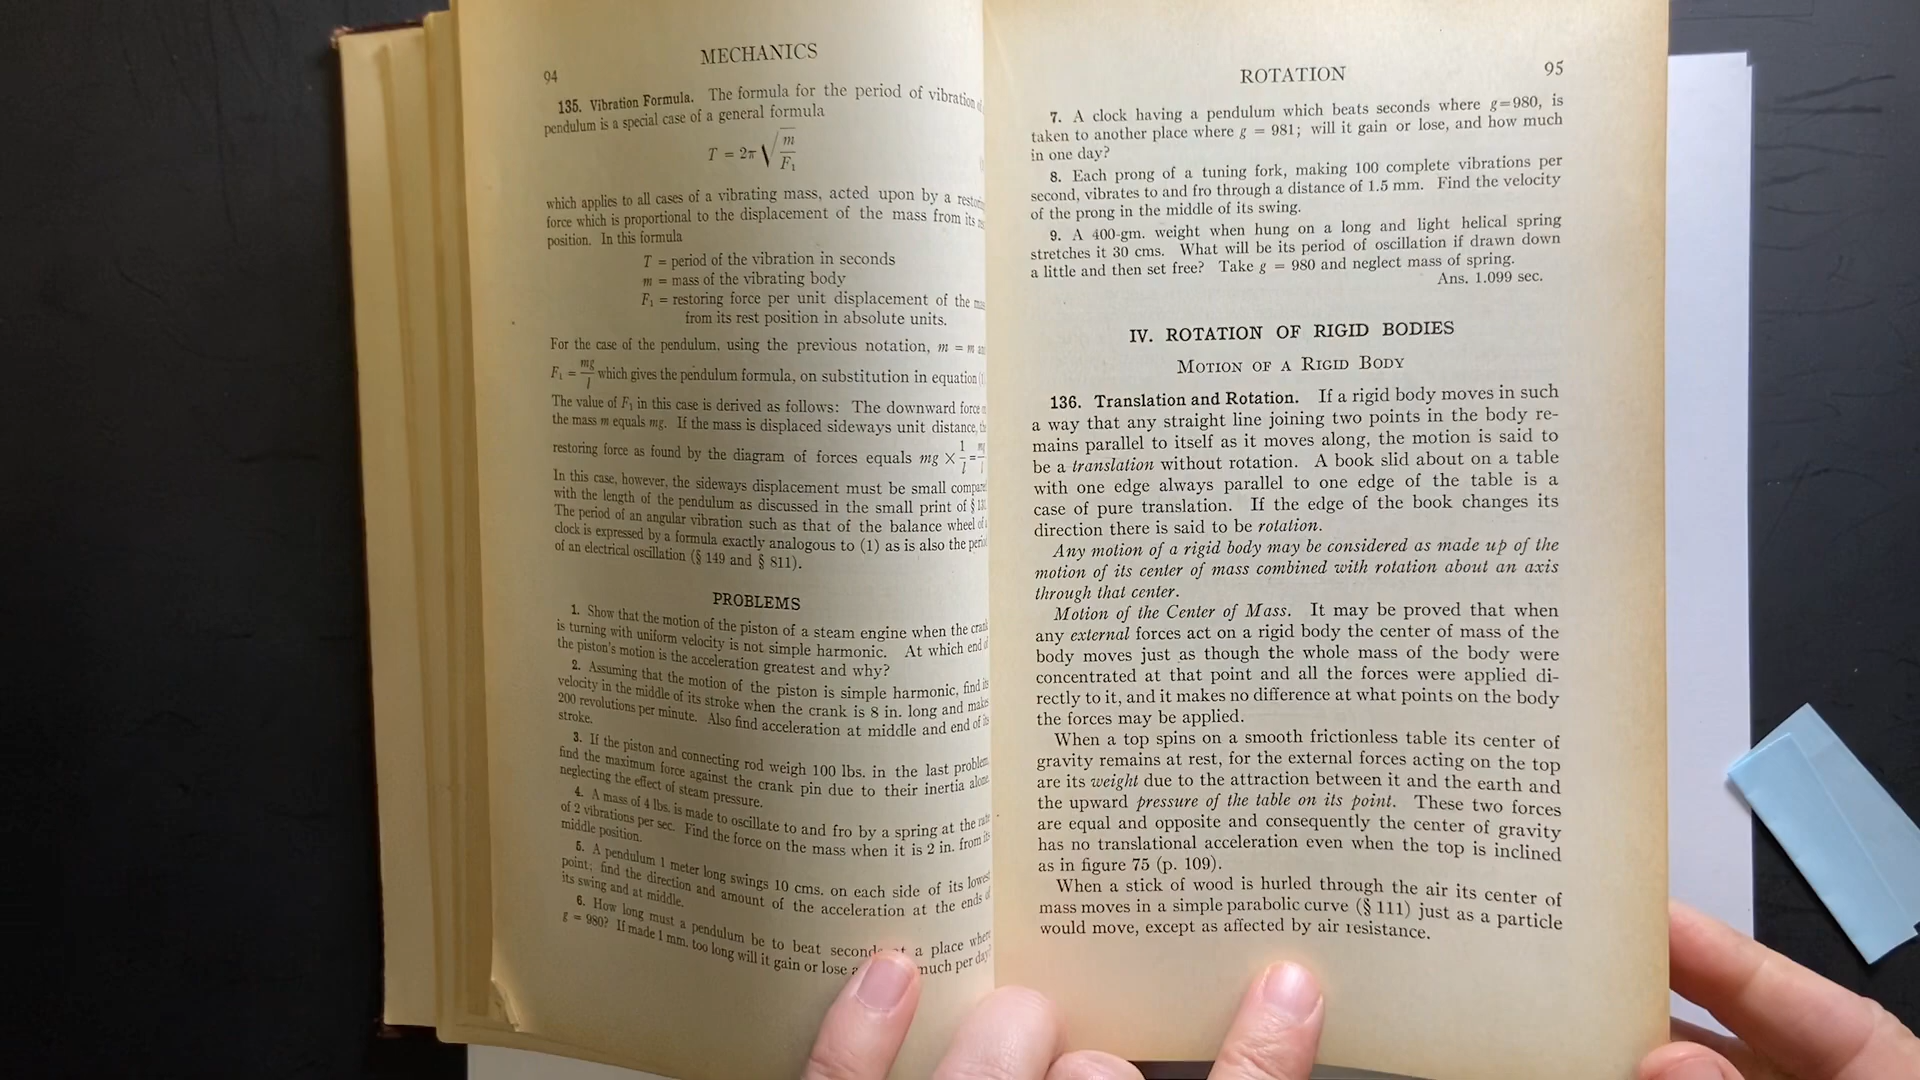 94
MECHANICS
135. Vibration Formula. The formula for the period of vibration
pendulum is a special case of a general formula
T = 2π √ m / F₁
which applies to all cases of a vibrating mass, acted upon by a
force which is proportional to the displacement of the mass from its
position. In this formula
T = period of the vibration in seconds
m = mass of the vibrating body
F₁ = restoring force per unit displacement of the
from its rest position in absolute units.
For the case of the pendulum, using the previous notation, m = m
F₁ = mg / l which gives the pendulum formula, on substitution in equation
The value of F₁ in this case is derived as follows: The downward force
the mass m equals mg. If the mass is displaced sideways unit distance,
restoring force as found by the diagram of forces equals mg × 1 / l =
In this case, however, the sideways displacement must be small
with the length of the pendulum as discussed in the small print of §
The period of an angular vibration such as that of the balance wheel of
clock is expressed by a formula exactly analogous to (1) as is also the
of an electrical oscillation (§ 149 and § 811).
PROBLEMS
1. Show that the motion of the piston of a steam engine when the
is turning with uniform velocity is not simple harmonic. At which end
the piston's motion is the acceleration greatest and why?
2. Assuming that the motion of the piston is simple harmonic, find
velocity in the middle of its stroke when the crank is 8 in. long and makes
200 revolutions per minute. Also find acceleration at middle and end of its
stroke.
3. If the piston and connecting rod weigh 100 lbs. in the last problem
find the maximum force against the crank pin due to their inertia alone,
neglecting the effect of steam pressure.
4. A mass of 4 lbs. is made to oscillate to and fro by a spring at the
of 2 vibrations per sec. Find the force on the mass when it is 2 in. from its
middle position.
5. A pendulum 1 meter long swings 10 cms. on each side of its lowest
point; find the direction and amount of the acceleration at the ends of
its swing and at middle.
6. How long must a pendulum be to beat seconds a place where
g = 980? If made 1 mm. too long will it gain or lose much per day?
ROTATION
95
7. A clock having a pendulum which beats seconds where g=980, is
taken to another place where g = 981; will it gain or lose, and how much
in one day?
8. Each prong of a tuning fork, making 100 complete vibrations per
second, vibrates to and fro through a distance of 1.5 mm. Find the velocity
of the prong in the middle of its swing.
9. A 400-gm. weight when hung on a long and light helical spring
stretches it 30 cms. What will be its period of oscillation if drawn down
a little and then set free? Take g = 980 and neglect mass of spring.
Ans. 1.099 sec.
IV. ROTATION OF RIGID BODIES
MOTION OF A RIGID BODY
136. Translation and Rotation. If a rigid body moves in such
a way that any straight line joining two points in the body re-
mains parallel to itself as it moves along, the motion is said to
be a translation without rotation. A book slid about on a table
with one edge always parallel to one edge of the table is a
case of pure translation. If the edge of the book changes its
direction there is said to be rotation.
Any motion of a rigid body may be considered as made up of the
motion of its center of mass combined with rotation about an axis
through that center.
Motion of the Center of Mass. It may be proved that when
any external forces act on a rigid body the center of mass of the
body moves just as though the whole mass of the body were
concentrated at that point and all the forces were applied di-
rectly to it, and it makes no difference at what points on the body
the forces may be applied.
When a top spins on a smooth frictionless table its center of
gravity remains at rest, for the external forces acting on the top
are its weight due to the attraction between it and the earth and
the upward pressure of the table on its point. These two forces
are equal and opposite and consequently the center of gravity
has no translational acceleration even when the top is inclined
as in figure 75 (p. 109).
When a stick of wood is hurled through the air its center of
mass moves in a simple parabolic curve (§ 111) just as a particle
would move, except as affected by air resistance.